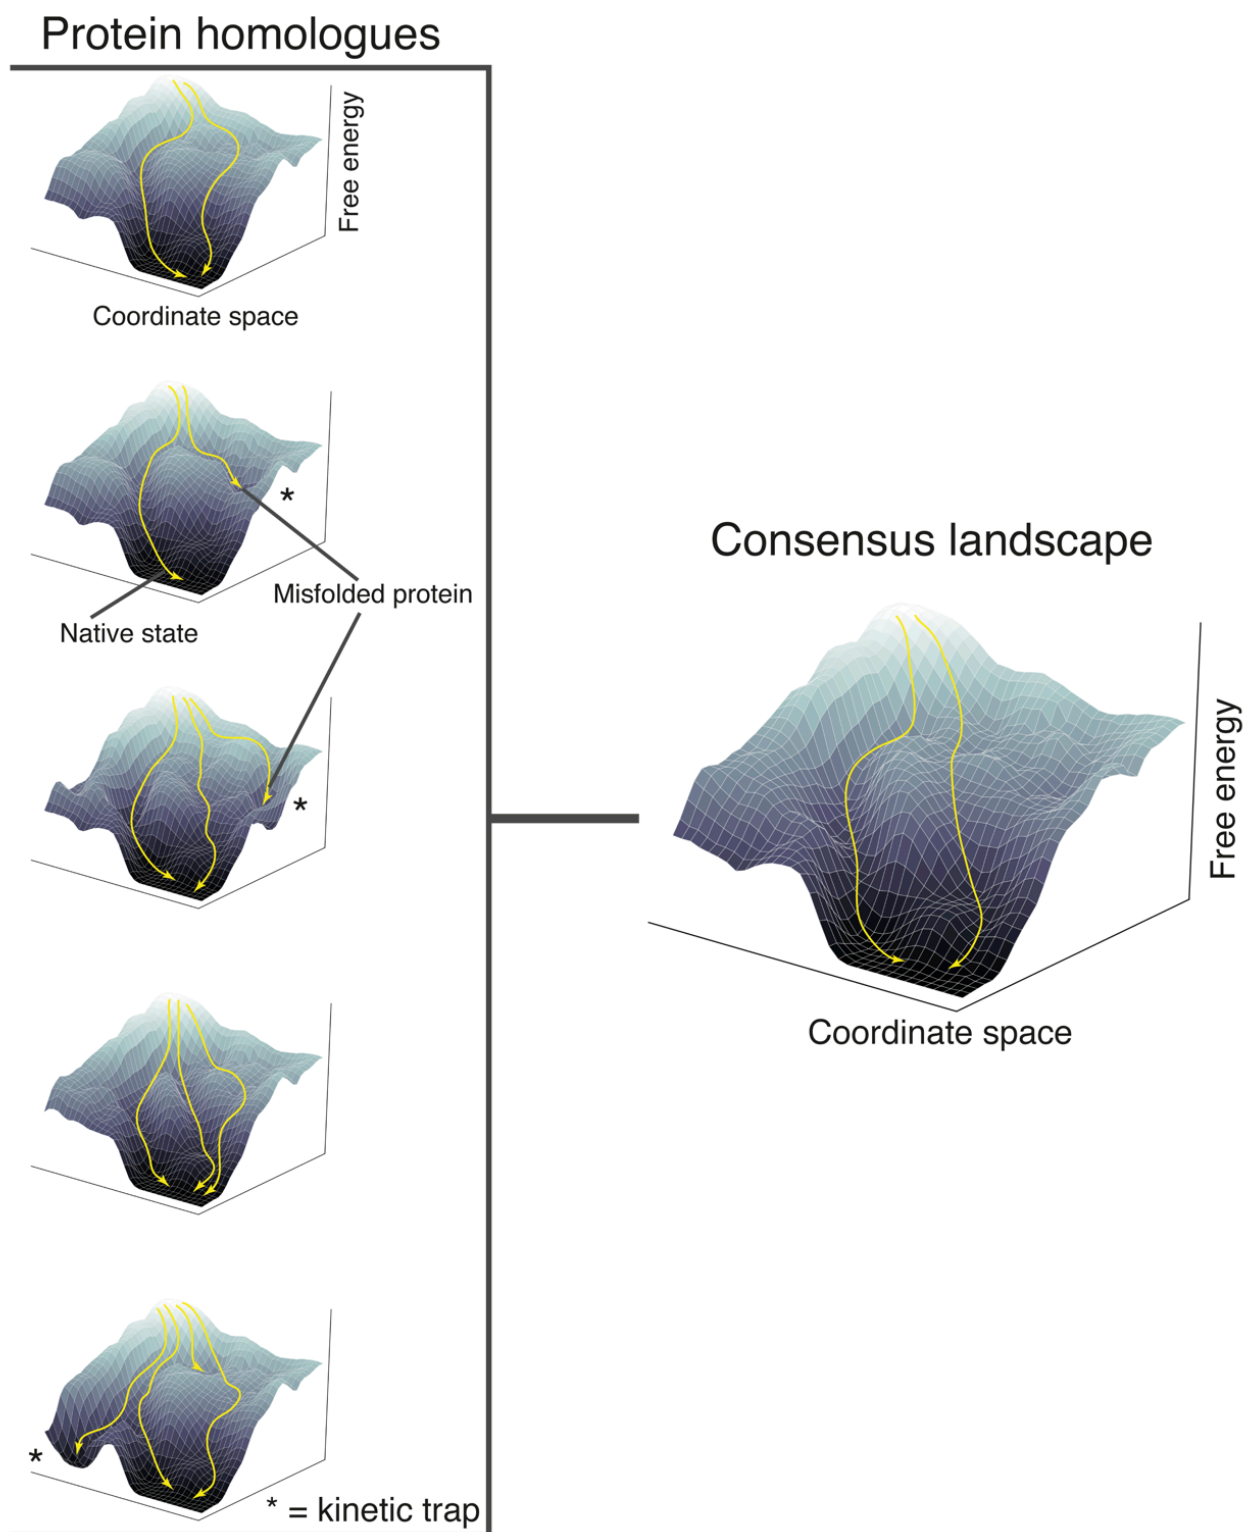 Protein homologues
Free energy
Coordinate space
*
Misfolded protein
Native state
*
*
* = kinetic trap
Consensus landscape
Free energy
Coordinate space